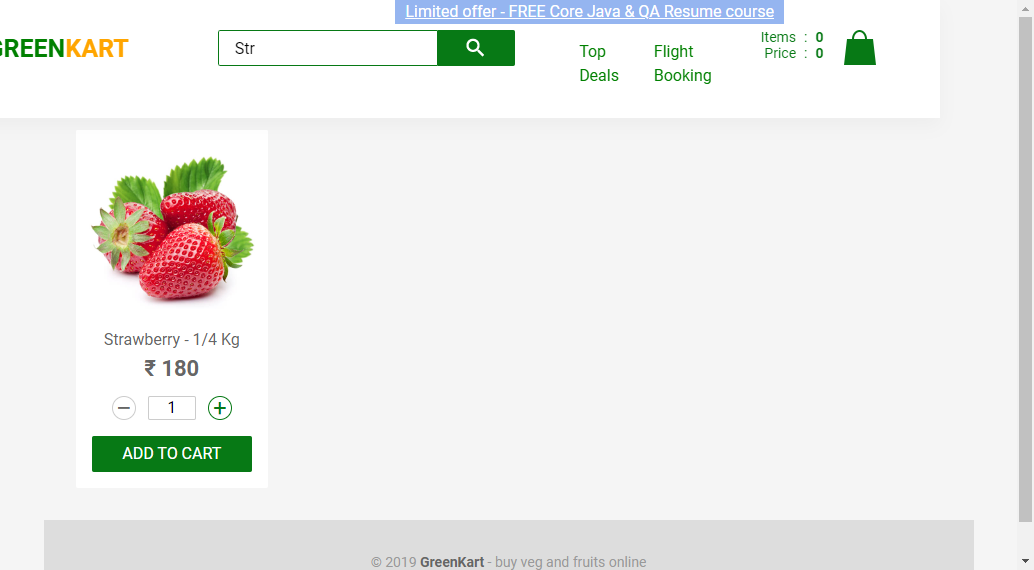 Limited offer - FREE Core Java & QA Resume course
GREENKART
Str
Top Deals
Flight Booking
Items : 0
Price : 0
Strawberry - 1/4 Kg
₹ 180
1
ADD TO CART
© 2019 GreenKart - buy veg and fruits online